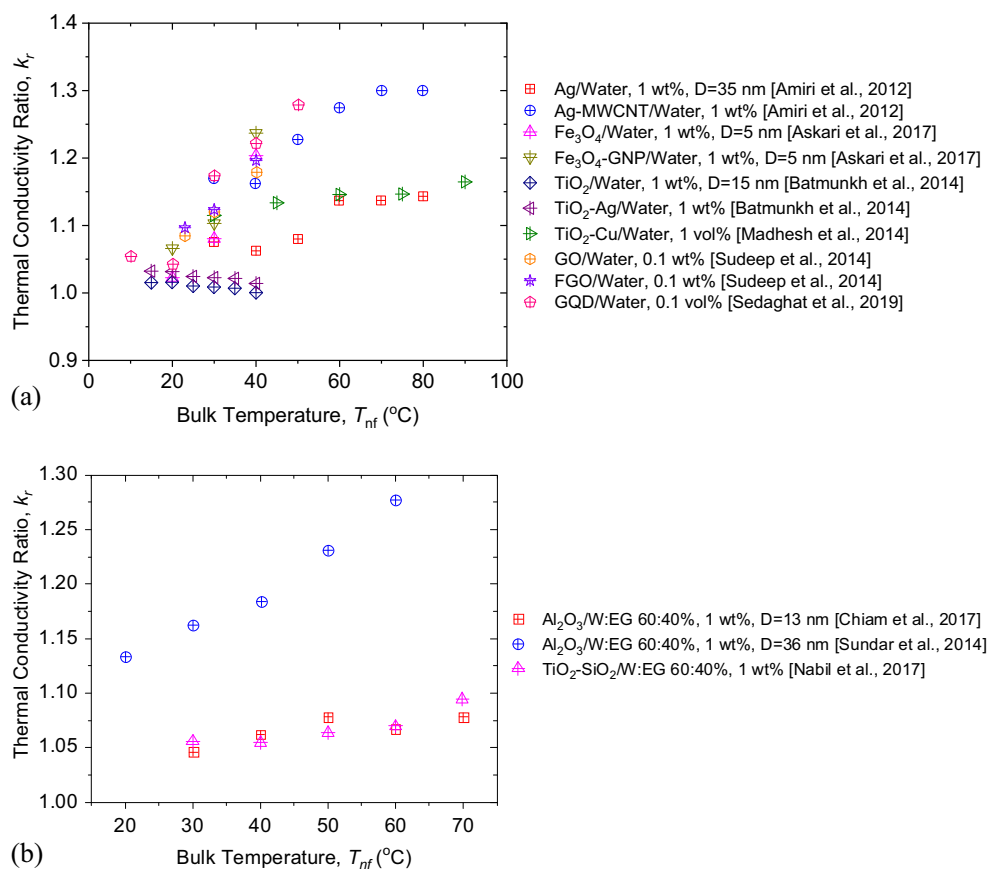 1.4
1.3
1.2
1.1
1.0
0.9
Thermal Conductivity Ratio, kᵣ
0 20 40 60 80 100
Bulk Temperature, Tnf (°C)
(a)
Ag/Water, 1 wt%, D=35 nm [Amiri et al., 2012]
Ag-MWCNT/Water, 1 wt% [Amiri et al., 2012]
Fe₃O₄/Water, 1 wt%, D=5 nm [Askari et al., 2017]
Fe₃O₄-GNP/Water, 1 wt%, D=5 nm [Askari et al., 2017]
TiO₂/Water, 1 wt%, D=15 nm [Batmunkh et al., 2014]
TiO₂-Ag/Water, 1 wt% [Batmunkh et al., 2014]
TiO₂-Cu/Water, 1 vol% [Madhesh et al., 2014]
GO/Water, 0.1 wt% [Sudeep et al., 2014]
FGO/Water, 0.1 wt% [Sudeep et al., 2014]
GQD/Water, 0.1 vol% [Sedaghat et al., 2019]
1.30
1.25
1.20
1.15
1.10
1.05
1.00
Thermal Conductivity Ratio, kᵣ
20 30 40 50 60 70
Bulk Temperature, Tnf (°C)
(b)
Al₂O₃/W:EG 60:40%, 1 wt%, D=13 nm [Chiam et al., 2017]
Al₂O₃/W:EG 60:40%, 1 wt%, D=36 nm [Sundar et al., 2014]
TiO₂-SiO₂/W:EG 60:40%, 1 wt% [Nabil et al., 2017]